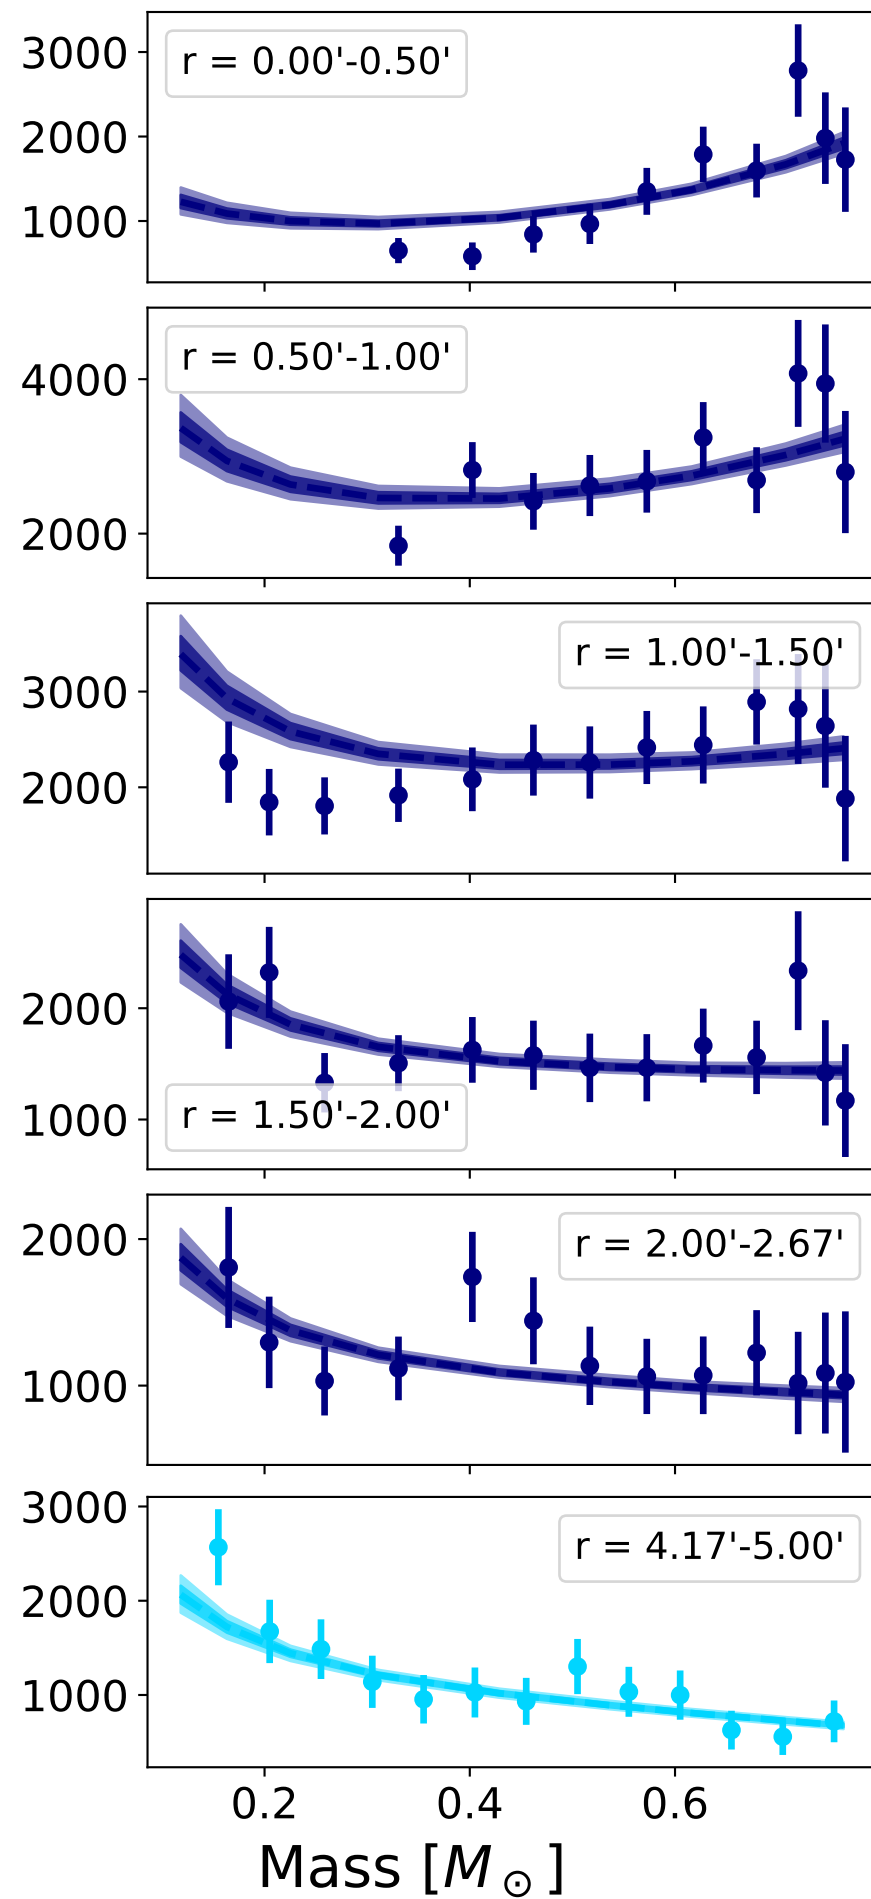 3000
r = 0.00'-0.50'
2000
1000
r = 0.50'-1.00'
4000
2000
r = 1.00'-1.50'
3000
2000
2000
r = 1.50'-2.00'
1000
2000
r = 2.00'-2.67'
1000
3000
r = 4.17'-5.00'
2000
1000
0.2 0.4 0.6
Mass [M⊙]